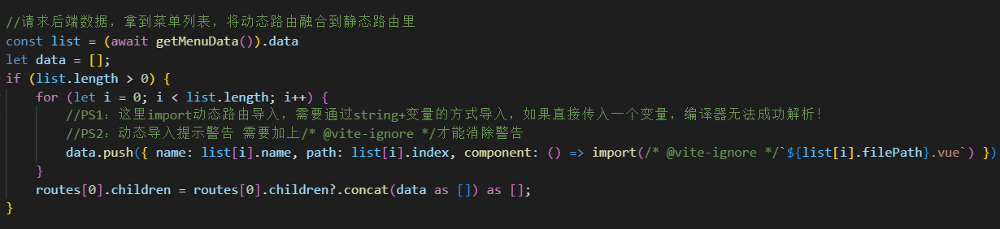 //请求后端数据，拿到菜单列表，将动态路由融合到静态路由里
const list = (await getMenuData()).data
let data = [];
if (list.length > 0) {
    for (let i = 0; i < list.length; i++) {
        //PS1：这里import动态路由导入，需要通过string+变量的方式导入，如果直接传入一个变量，编译器无法成功解析！
        //PS2：动态导入提示警告 需要加上/* @vite-ignore */才能消除警告
        data.push({ name: list[i].name, path: list[i].index, component: () => import(/* @vite-ignore */`${list[i].filePath}.vue`) })
    }
    routes[0].children = routes[0].children?.concat(data as []) as [];
}